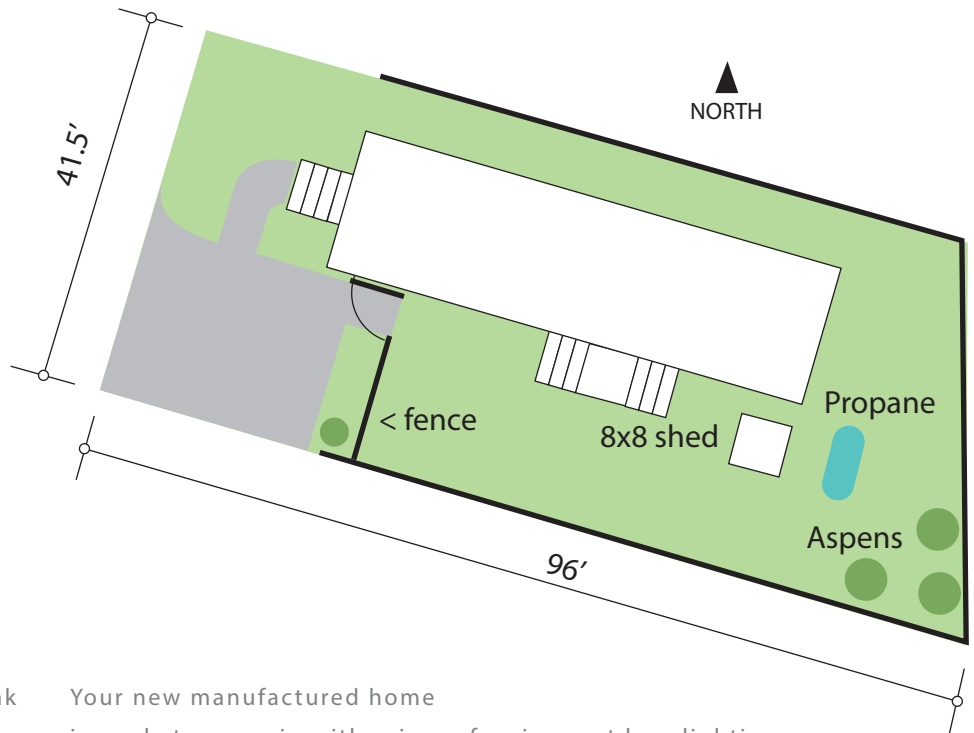 NORTH
41.5’
Propane
< fence
8x8 shed
Aspens
96’
Your new manufactured home